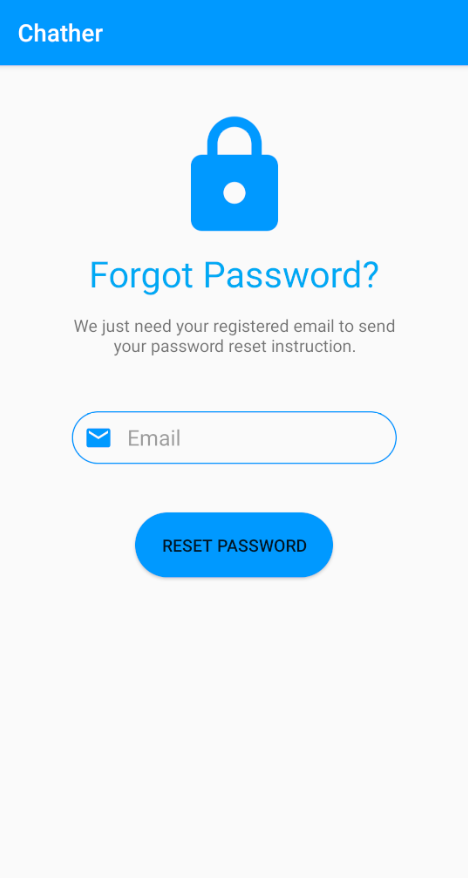 Chather
Forgot Password?
We just need your registered email to send
your password reset instruction.
Email
RESET PASSWORD